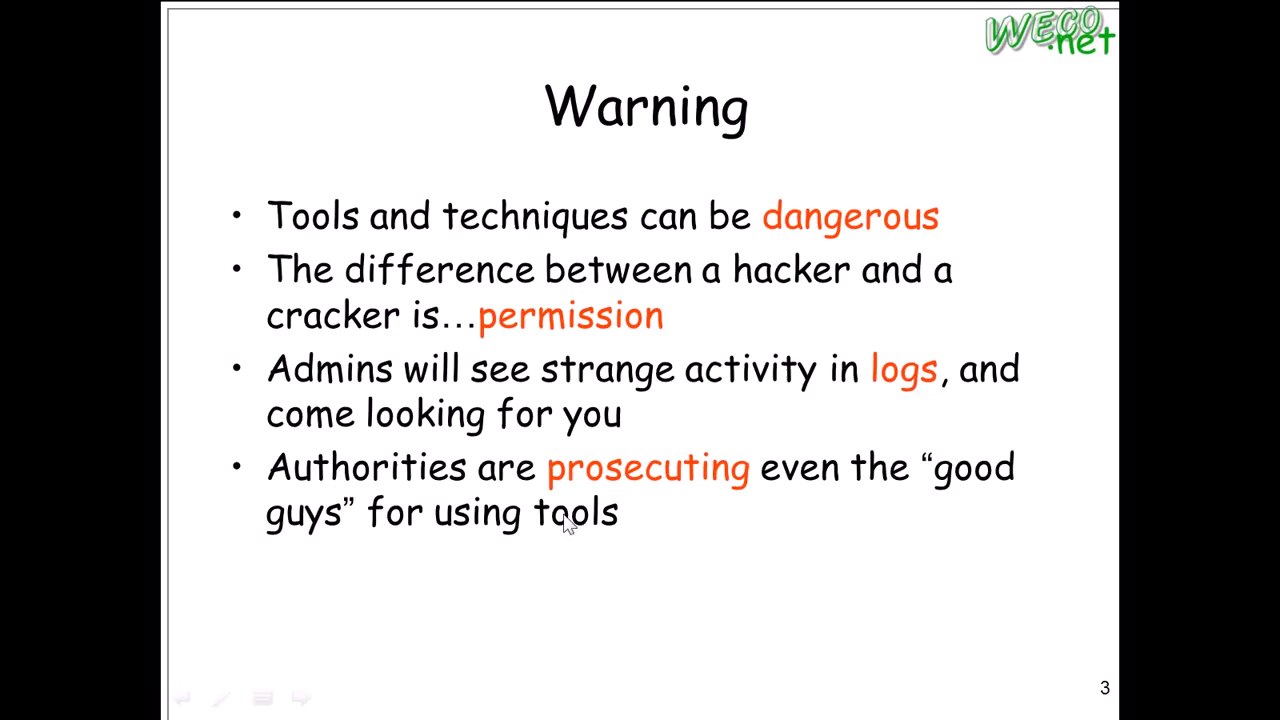 WECO
.net
Warning
• Tools and techniques can be dangerous
• The difference between a hacker and a
cracker is...permission
• Admins will see strange activity in logs, and
come looking for you
• Authorities are prosecuting even the “good
guys” for using tools
3